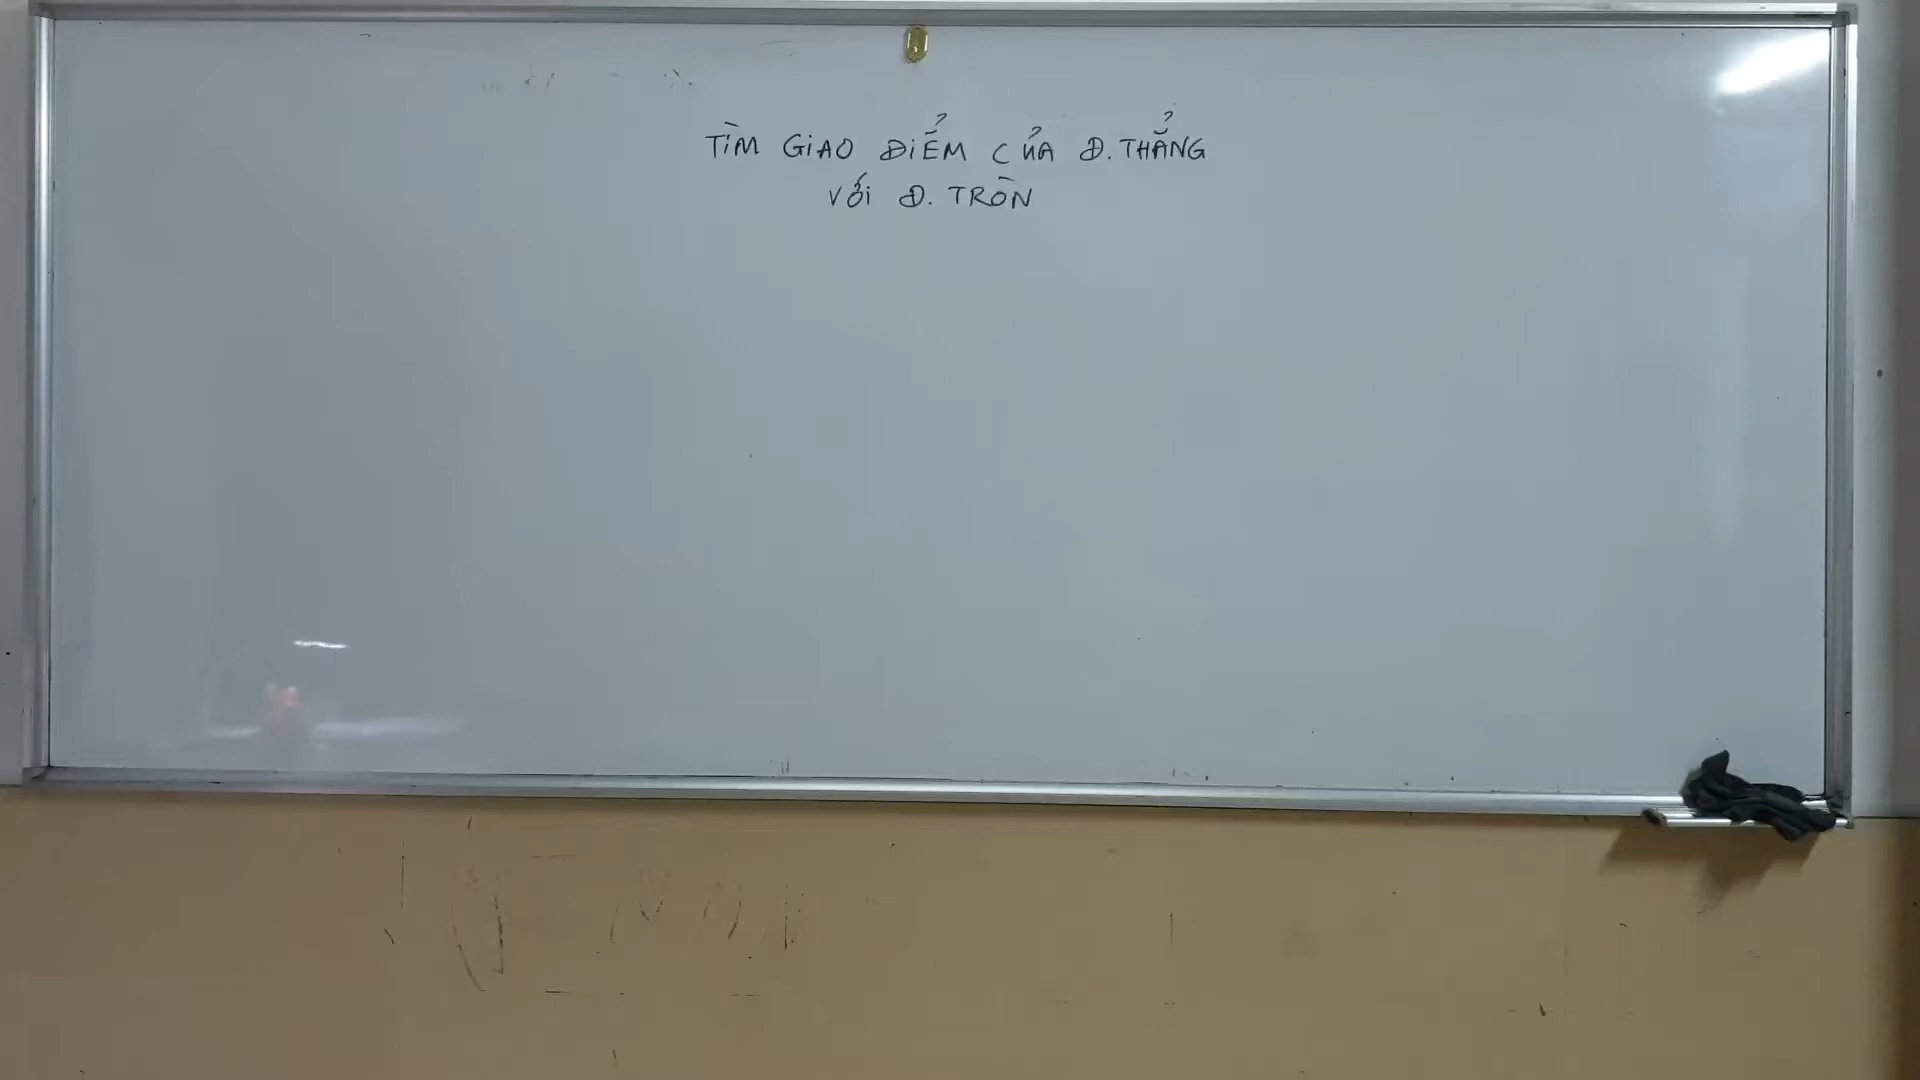 TÌM GIAO ĐIỂM CỦA Đ. THẲNG
VỚI Đ. TRÒN